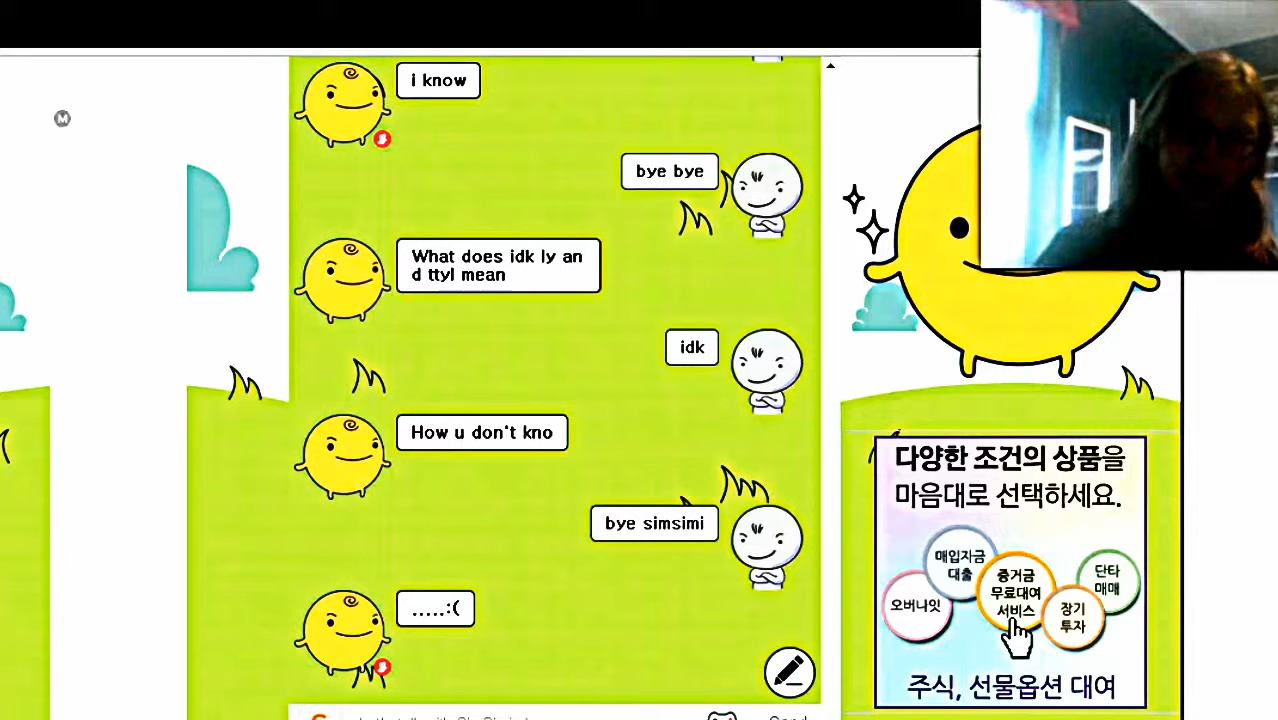 i know
bye bye
What does idk ly an
d ttyl mean
idk
How u don't kno
bye simsimi
.....:(
M
다양한 조건의 상품을
마음대로 선택하세요.
매입자금
대출
증거금
무료대여
서비스
단타
매매
오버나잇
장기
투자
주식, 선물옵션 대여